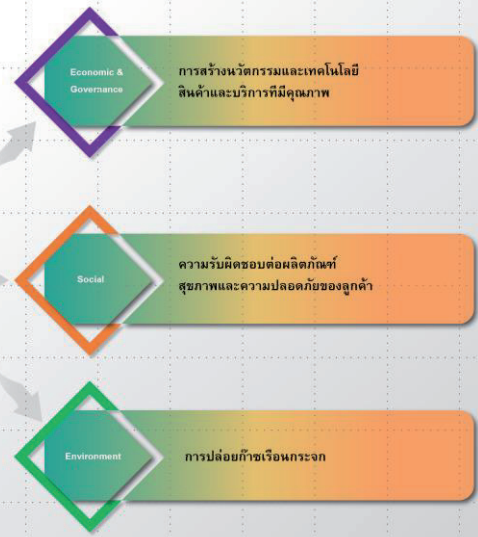 Economic &
Governance
การสร้างนวัตกรรมและเทคโนโลยี
สินค้าและบริการที่มีคุณภาพ
Social
ความรับผิดชอบต่อผลิตภัณฑ์
สุขภาพและความปลอดภัยของลูกค้า
Environment
การปล่อยก๊าซเรือนกระจก